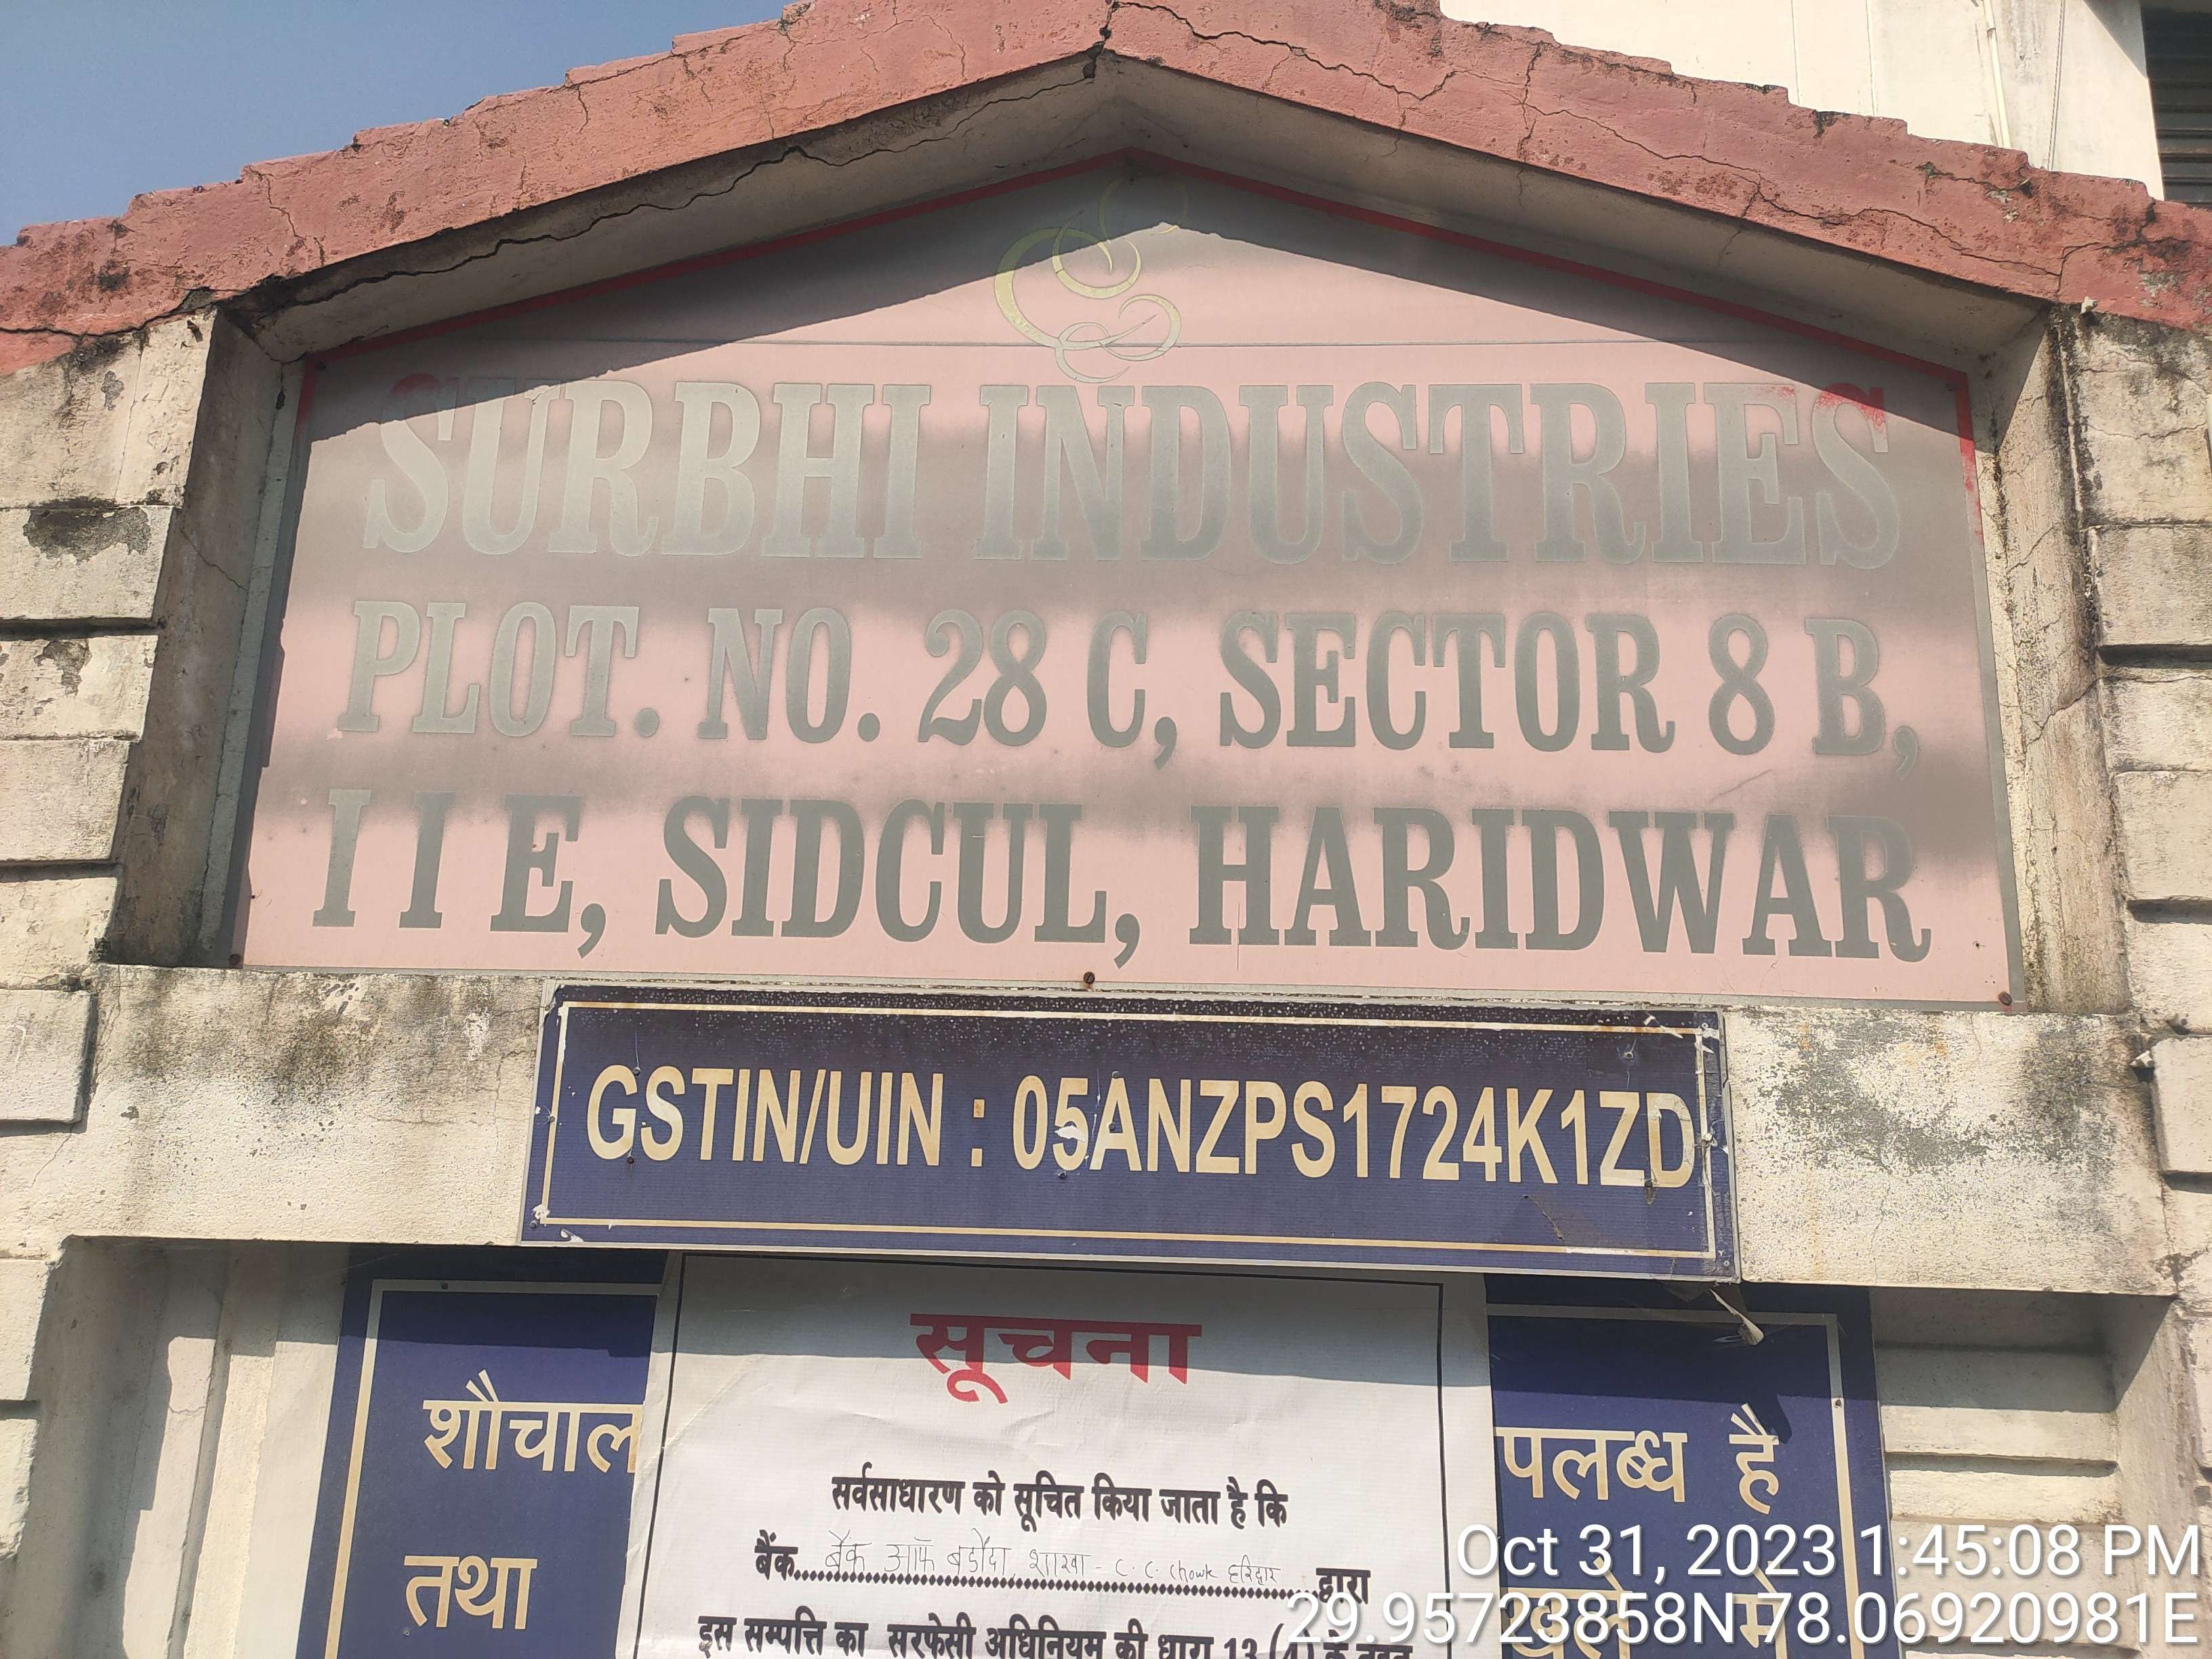 SURBHI INDUSTRIES
PLOT. NO. 28 C, SECTOR 8 B,
I I E, SIDCUL, HARIDWAR
GSTIN/UIN : 05ANZPS1724K1ZD
सूचना
सर्वसाधारण को सूचित किया जाता है कि
बैंक बैंक ऑफ बडौदा, शाखा - C. C. Chowk हरिद्वार द्वारा
इस सम्पत्ति का सरफेसी अधिनियम की धारा 13 (4) के तहत
शौचाल
तथा
पलब्ध है
में
Oct 31, 2023 1:45:08 PM
29.95723858N 78.06920981E